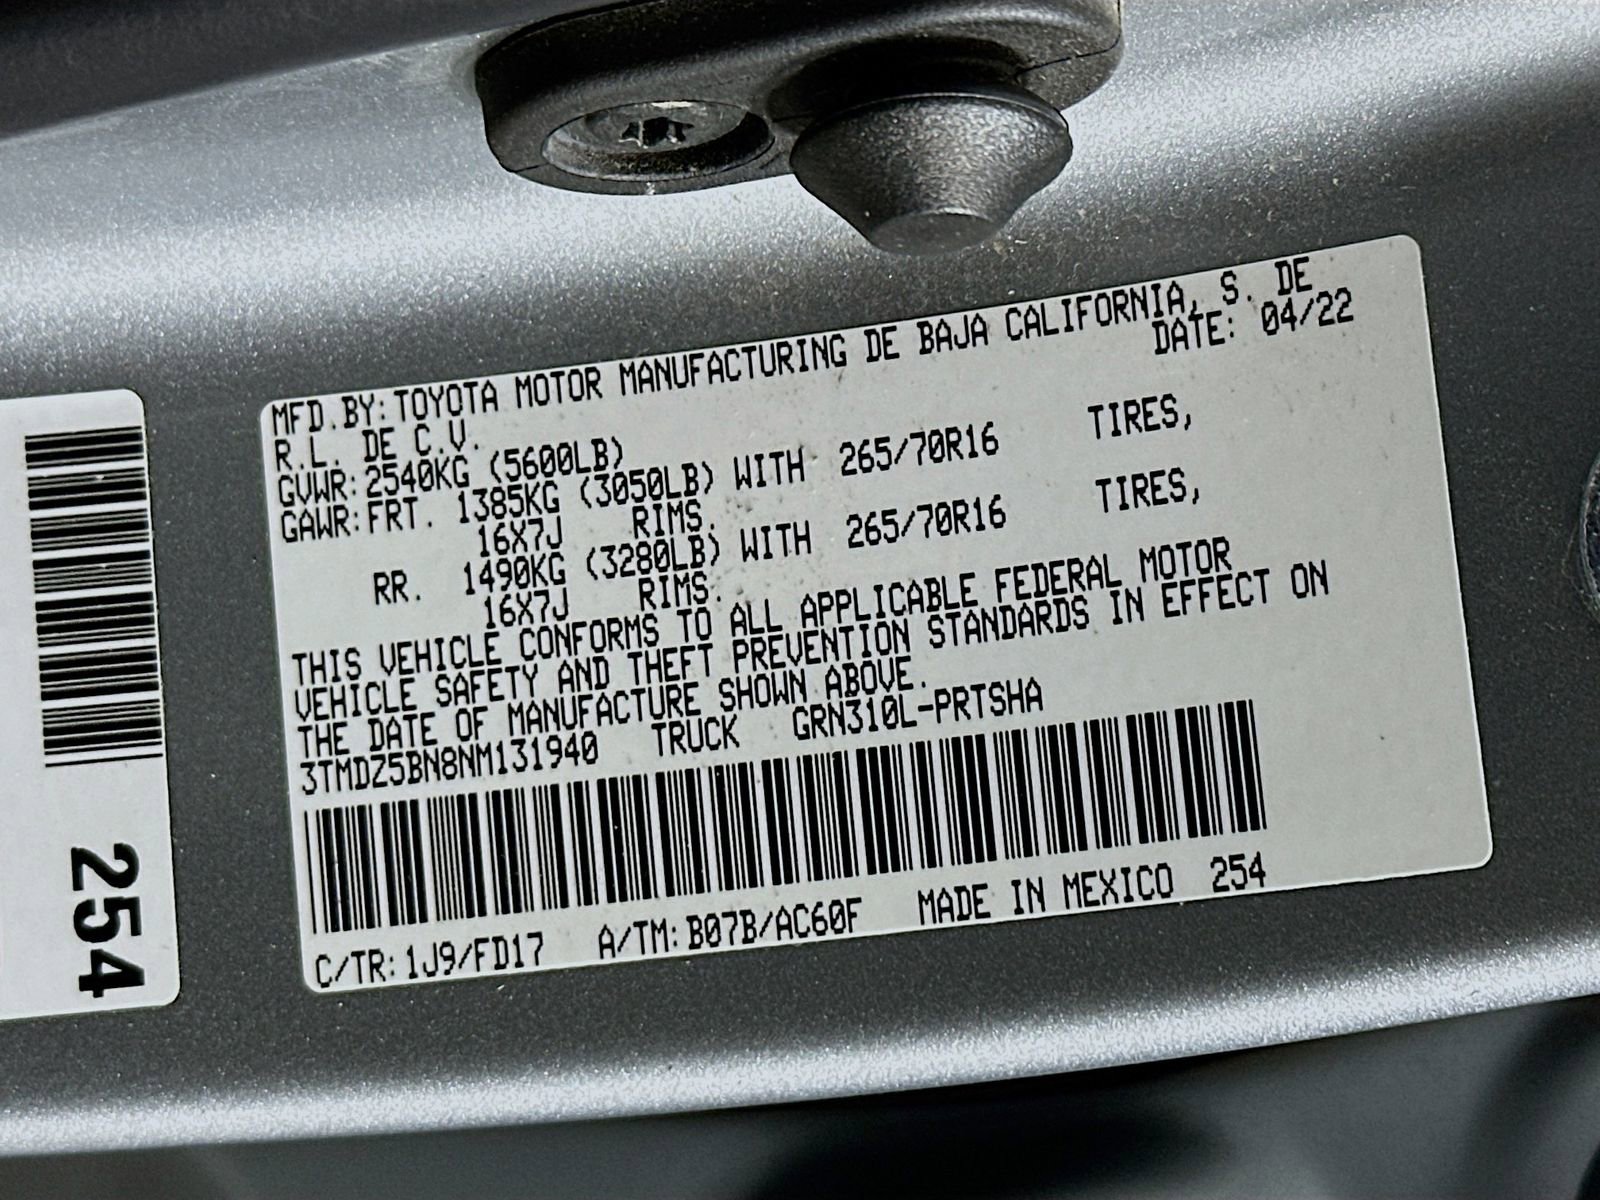 MFD.BY:TOYOTA MOTOR MANUFACTURING DE BAJA CALIFORNIA, S. DE
R.L. DE C.V. DATE: 04/22
GVWR:2540KG (5600LB)
GAWR:FRT. 1385KG (3050LB) WITH 265/70R16 TIRES,
16X7J RIMS.
RR. 1490KG (3280LB) WITH 265/70R16 TIRES,
16X7J RIMS.
THIS VEHICLE CONFORMS TO ALL APPLICABLE FEDERAL MOTOR
VEHICLE SAFETY AND THEFT PREVENTION STANDARDS IN EFFECT ON
THE DATE OF MANUFACTURE SHOWN ABOVE.
3TMDZ5BN8NM131940 TRUCK GRN310L-PRTSHA
C/TR:1J9/FD17 A/TM:B07B/AC60F MADE IN MEXICO 254
254